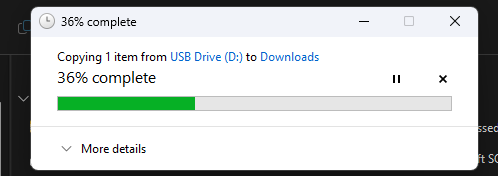 36% complete
Copying 1 item from USB Drive (D:) to Downloads
36% complete
More details